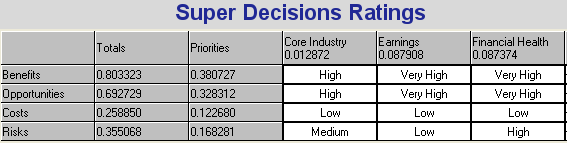 Super Decisions Ratings
Totals Priorities Core Industry 0.012872 Earnings 0.087908 Financial Health 0.087374
Benefits 0.803323 0.380727 High Very High Very High
Opportunities 0.692729 0.328312 High Very High Very High
Costs 0.258850 0.122680 Low Low Low
Risks 0.355068 0.168281 Medium Low High